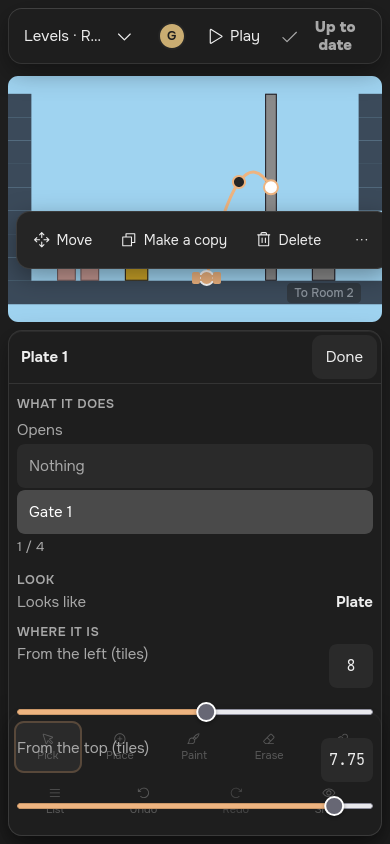 Levels · R...
G
Play
Up to
date
Move
Make a copy
Delete
...
To Room 2
Plate 1
Done
WHAT IT DOES
Opens
Nothing
Gate 1
1 / 4
LOOK
Looks like
Plate
WHERE IT IS
From the left (tiles)
8
Pick
Place
Paint
Erase
From the top (tiles)
7.75
List
Undo
Redo